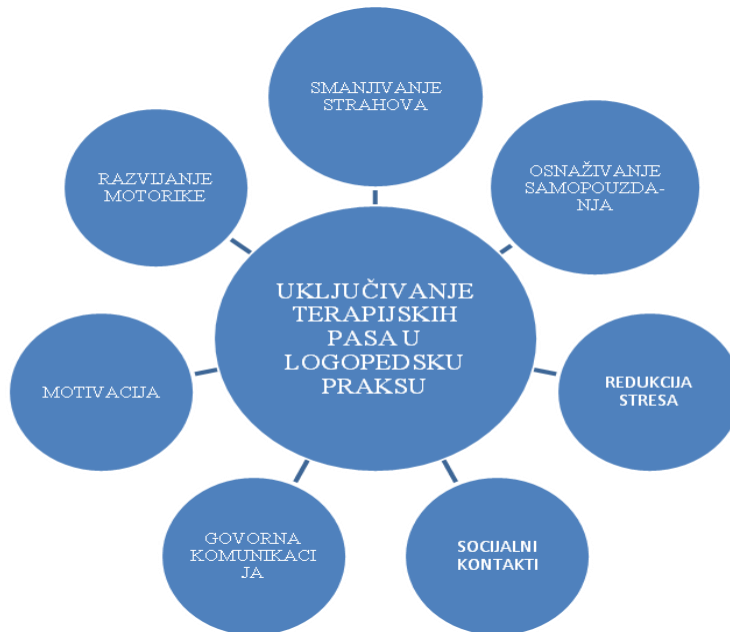 SMANJIVANJE
STRAHOVA
OSNAŽIVANJE
SAMOPOUZDA-
NJA
REDUKCIJA
STRESA
SOCIJALNI
KONTAKTI
GOVORNA
KOMUNIKACI
JA
MOTIVACIJA
RAZVIJANJE
MOTORIKE
UKLJUČIVANJE
TERAPIJSKIH
PASA U
LOGOPEDSKU
PRAKSU